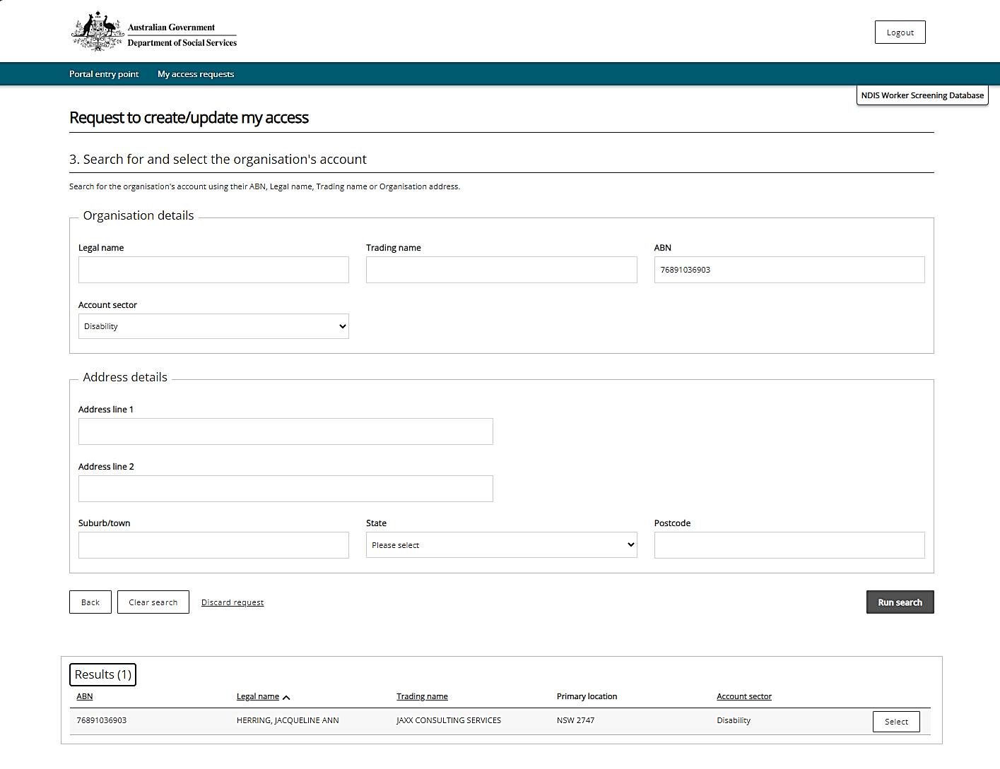 Australian Government
Department of Social Services
Logout
Portal entry point My access requests
NDIS Worker Screening Database
Request to create/update my access
3. Search for and select the organisation's account
Search for the organisation's account using their ABN, Legal name, Trading name or Organisation address.
Organisation details
Legal name Trading name ABN
76891036903
Account sector
Disability
Address details
Address line 1
Address line 2
Suburb/town State Postcode
Please select
Back Clear search Discard request Run search
Results (1)
ABN Legal name Trading name Primary location Account sector
76891036903 HERRING, JACQUELINE ANN JAXX CONSULTING SERVICES NSW 2747 Disability Select